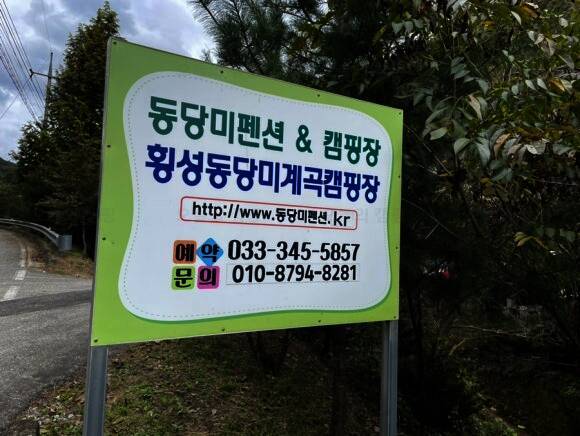 동당미펜션 & 캠핑장
횡성동당미계곡캠핑장
http://www.동당미펜션.kr
예약 033-345-5857
문의 010-8794-8281